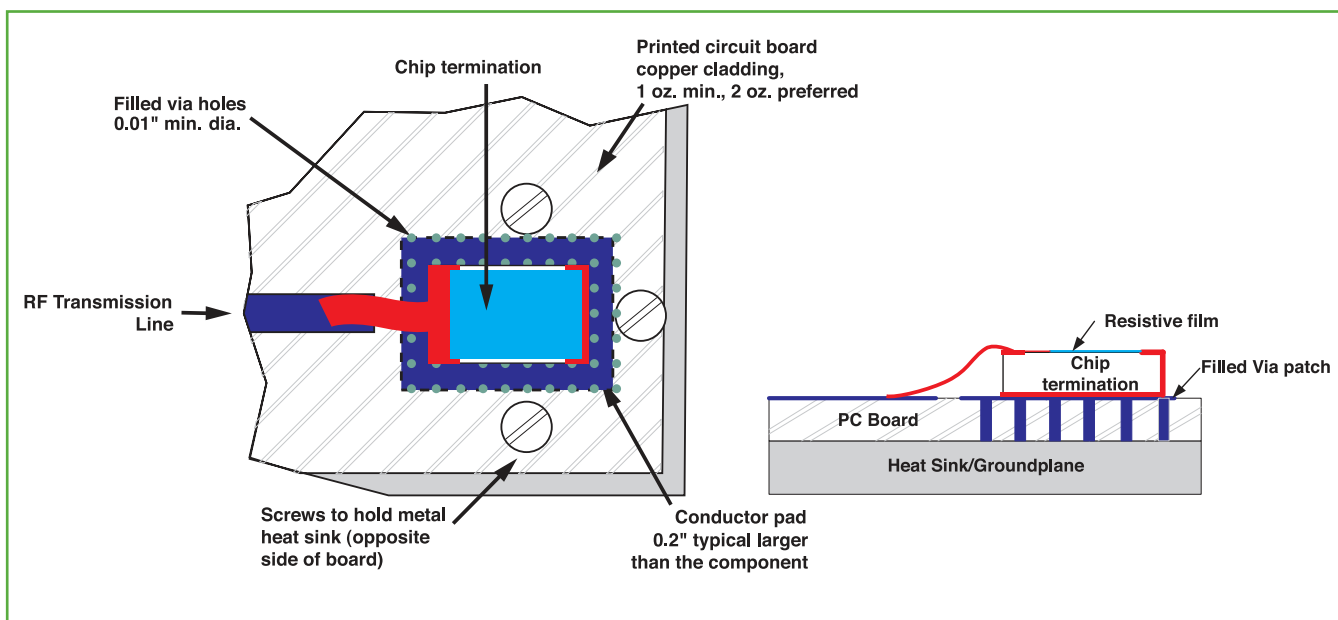 Chip termination
Printed circuit board
copper cladding,
1 oz. min., 2 oz. preferred
Filled via holes
0.01" min. dia.
RF Transmission
Line
Screws to hold metal
heat sink (opposite
side of board)
Conductor pad
0.2" typical larger
than the component
Resistive film
Chip
termination
Filled Via patch
PC Board
Heat Sink/Groundplane